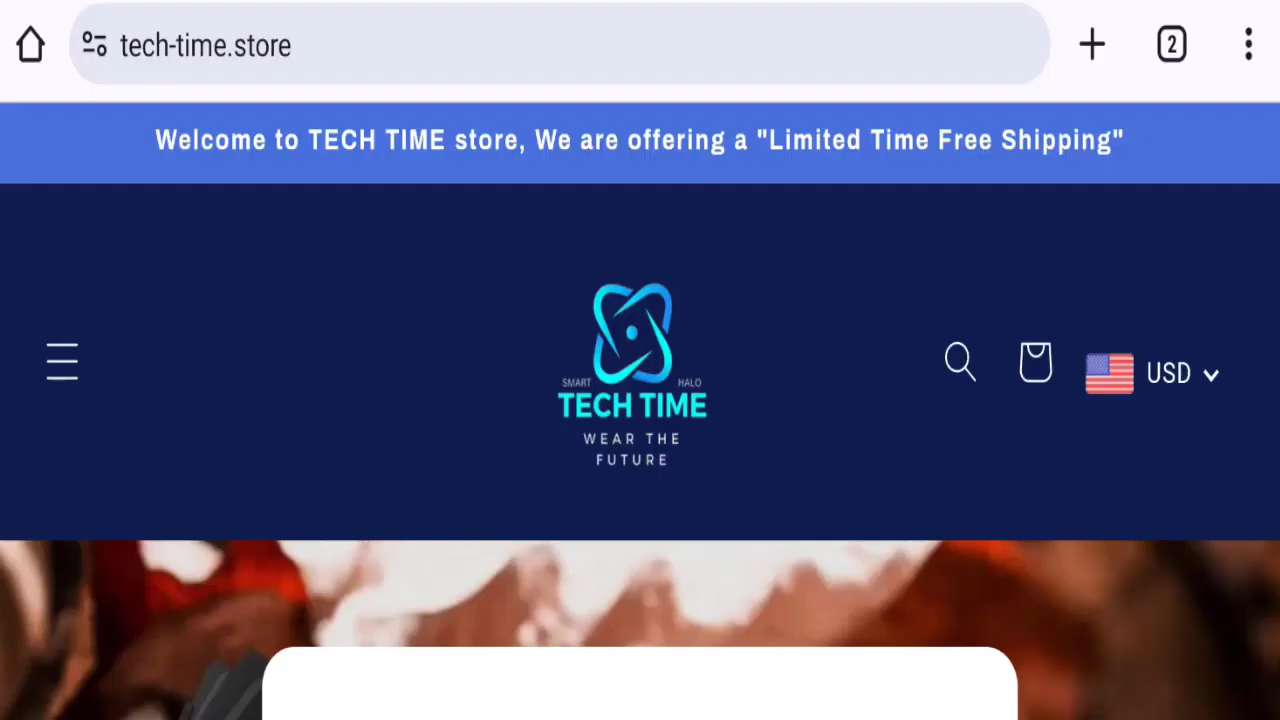 tech-time.store
2
Welcome to TECH TIME store, We are offering a "Limited Time Free Shipping"
SMART HALO
TECH TIME
WEAR THE
FUTURE
USD